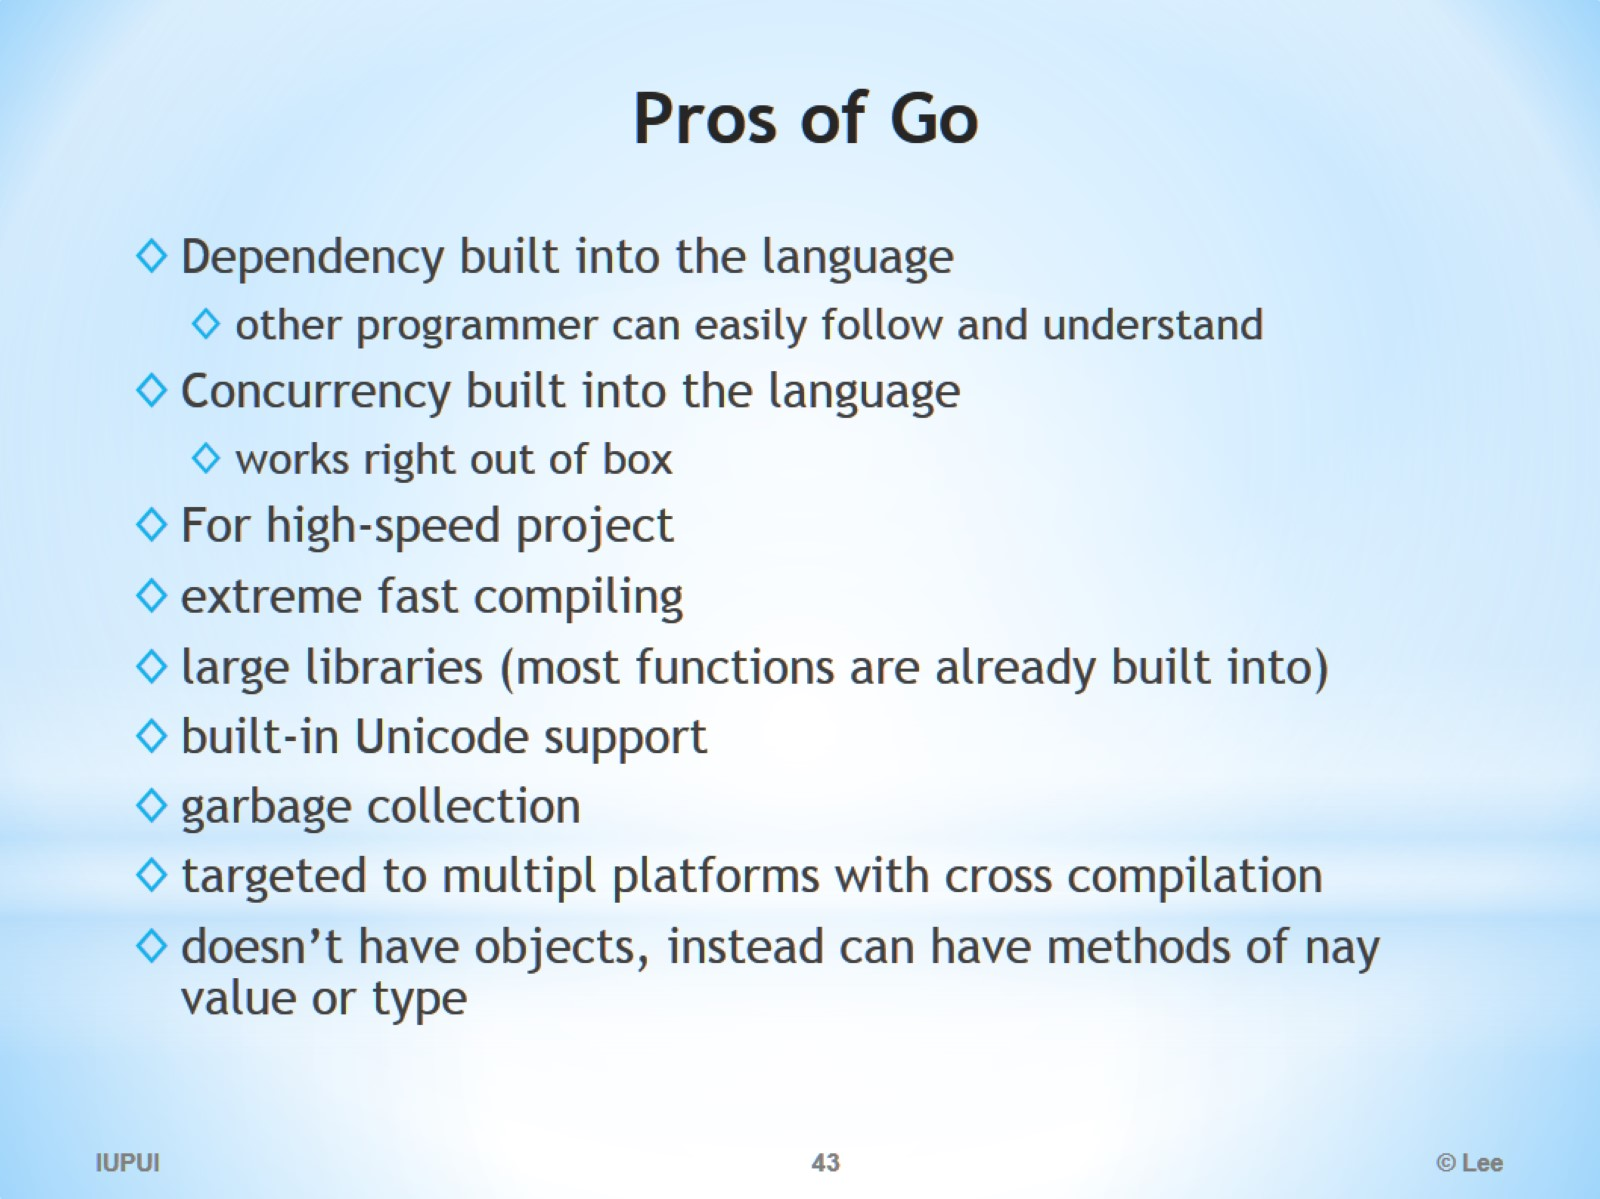 Pros of Go
Dependency built into the language
other programmer can easily follow and understand
Concurrency built into the language
works right out of box
For high-speed project
extreme fast compiling
large libraries (most functions are already built into)
built-in Unicode support
garbage collection
targeted to multipl platforms with cross compilation
doesn’t have objects, instead can have methods of nay
value or type
IUPUI
43
© Lee